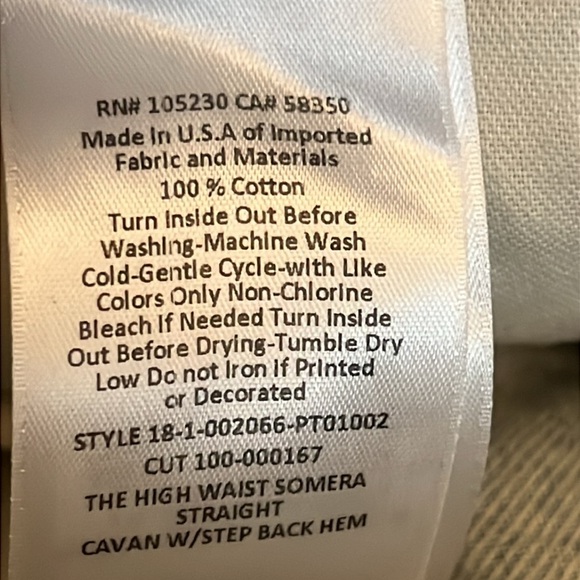 RN# 105230 CA# 58350
Made In U.S.A of Imported
Fabric and Materials
100 % Cotton
Turn Inside Out Before
Washing-Machine Wash
Cold-Gentle Cycle-with Like
Colors Only Non-Chlorine
Bleach If Needed Turn Inside
Out Before Drying-Tumble Dry
Low Do not Iron If Printed
or Decorated
STYLE 18-1-002066-PT01002
CUT 100-000167
THE HIGH WAIST SOMERA
STRAIGHT
CAVAN W/STEP BACK HEM